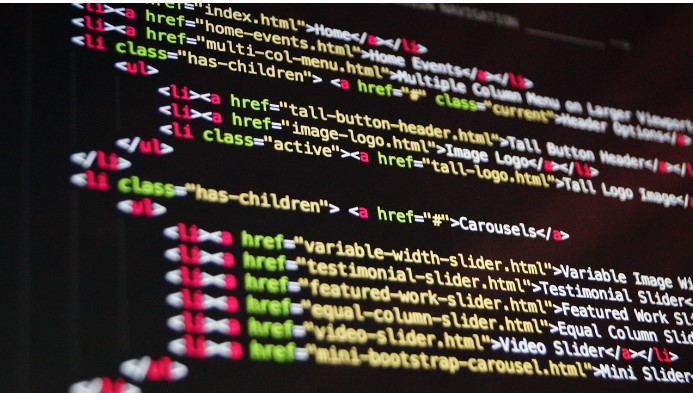 NAVIGATION
<li><a href="index.html">Home</a></li>
<li><a href="home-events.html">Home Events</a></li>
<li><a href="multi-col-menu.html">Multiple Column Menu on Larger Viewport
<li class="has-children"> <a href="#" class="current">Header Options</a>
<ul>
<li><a href="tall-button-header.html">Tall Button Header</a></
<li><a href="image-logo.html">Image Logo</a></li>
<li class="active"><a href="tall-logo.html">Tall Logo Image</
</ul>
</li>
<li class="has-children"> <a href="#">Carousels</a>
<ul>
<li><a href="variable-width-slider.html">Variable Image Wi
<li><a href="testimonial-slider.html">Testimonial Slider<
<li><a href="featured-work-slider.html">Featured Work Sl
<li><a href="equal-column-slider.html">Equal Column Slid
<li><a href="video-slider.html">Video Slider</a></li>
<li><a href="mini-bootstrap-carousel.html">Mini Slider
</ul>
</li>